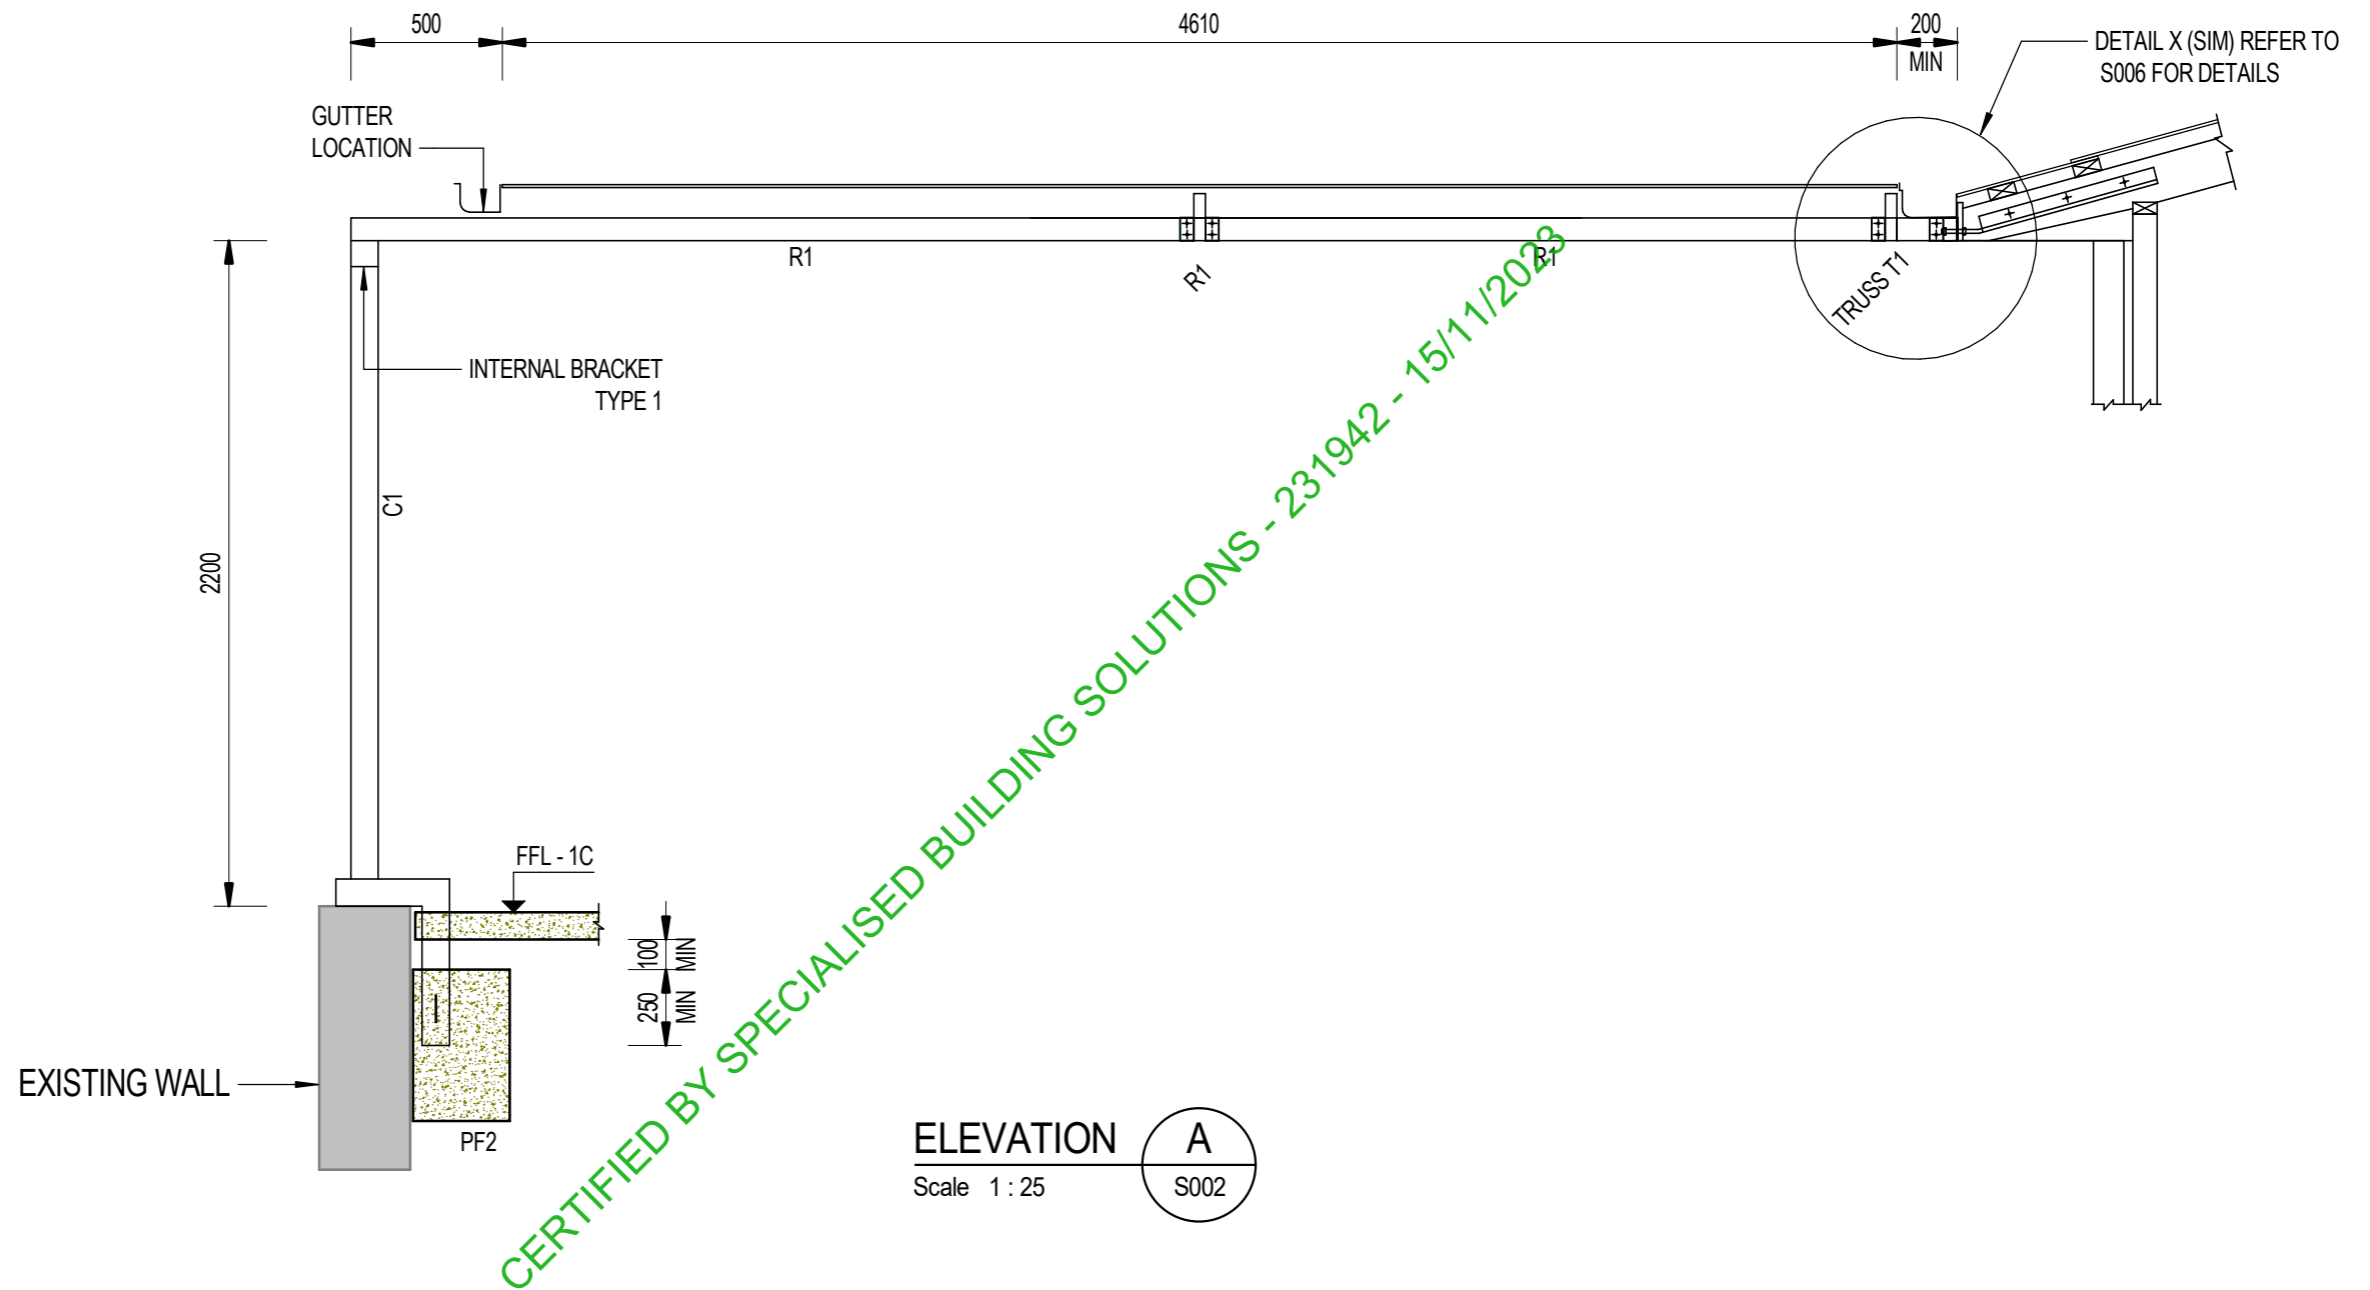 500
4610
200
MIN
DETAIL X (SIM) REFER TO
S006 FOR DETAILS
GUTTER
LOCATION
R1
R1
R1
TRUSS T1
INTERNAL BRACKET
TYPE 1
C1
2200
FFL - 1C
100
MIN
250
MIN
EXISTING WALL
PF2
ELEVATION
A
Scale 1 : 25
S002
CERTIFIED BY SPECIALISED BUILDING SOLUTIONS - 231942 - 15/11/2023